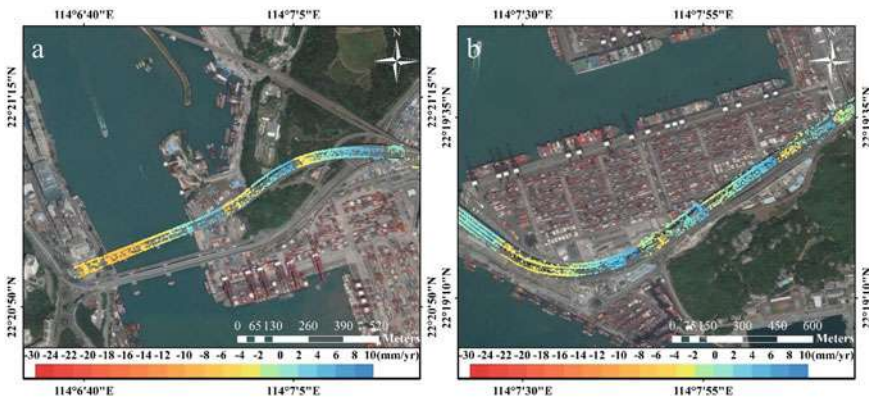 114°6'40"E 114°7'5"E 114°7'30"E 114°7'55"E
a N b N
22°21'15"N 22°21'15"N 22°19'35"N 22°19'35"N
22°20'50"N 22°20'50"N 22°19'10"N 22°19'10"N
0 65 130 260 390 520 0 75 150 300 450 600
Meters Meters
-30 -24 -22 -20 -18 -16 -14 -12 -10 -8 -6 -4 -2 0 2 4 6 8 10(mm/yr) -30 -24 -22 -20 -18 -16 -14 -12 -10 -8 -6 -4 -2 0 2 4 6 8 10(mm/yr)
114°6'40"E 114°7'5"E 114°7'30"E 114°7'55"E